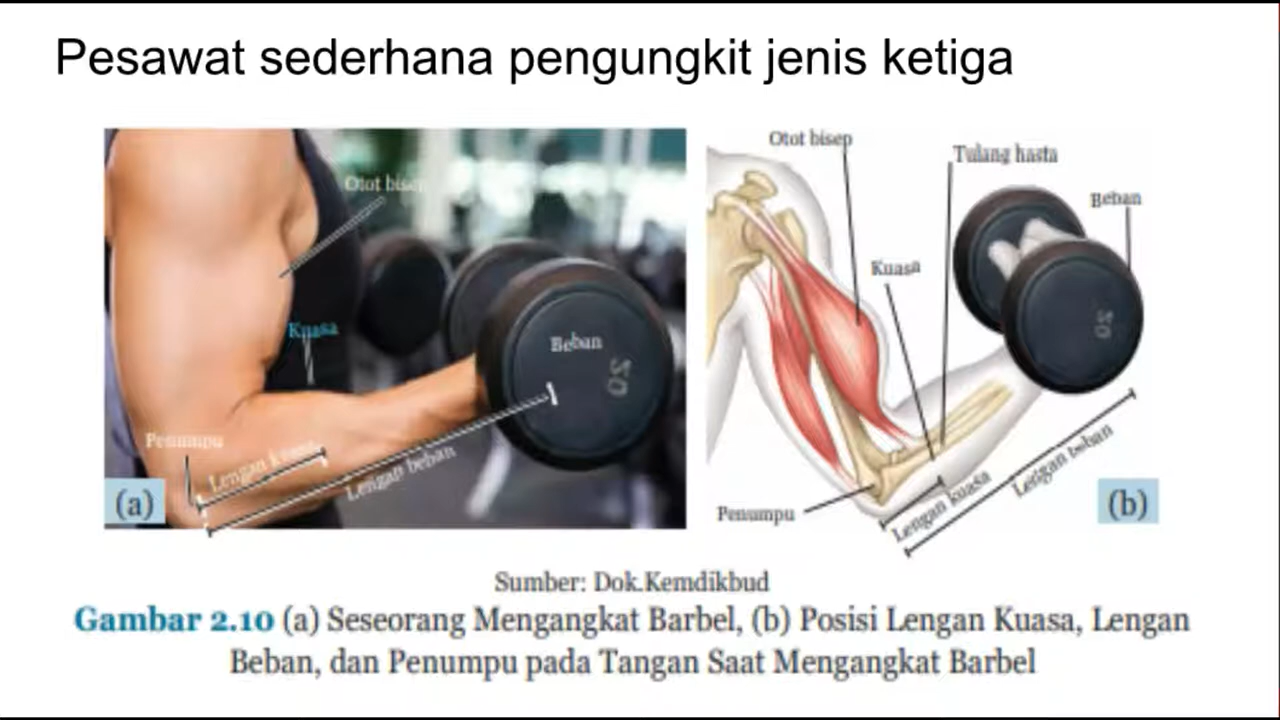 Pesawat sederhana pengungkit jenis ketiga
Otot bisep
Kuasa
Beban
20
Penumpu
Lengan kuasa
Lengan beban
(a)
Otot bisep
Tulang hasta
Beban
Kuasa
20
Penumpu
Lengan kuasa
Lengan beban
(b)
Sumber: Dok.Kemdikbud
Gambar 2.10 (a) Seseorang Mengangkat Barbel, (b) Posisi Lengan Kuasa, Lengan
Beban, dan Penumpu pada Tangan Saat Mengangkat Barbel